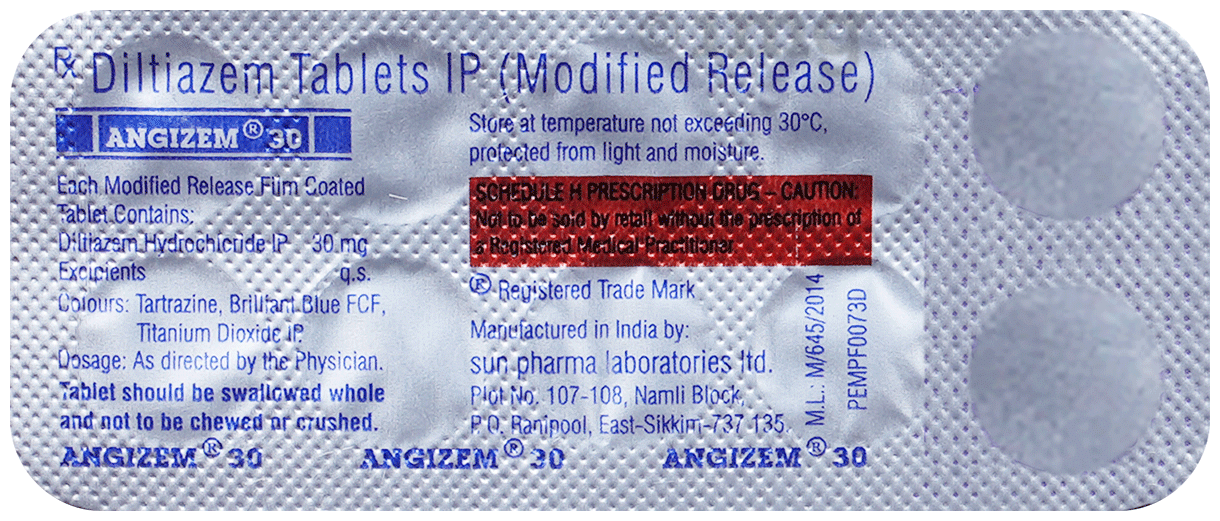 Rx Diltiazem Tablets IP (Modified Release)
ANGIZEM® 30
Each Modified Release Film Coated
Tablet Contains:
Diltiazem Hydrochloride IP 30 mg
Excipients q.s.
Colours: Tartrazine, Brilliant Blue FCF,
Titanium Dioxide IP.
Dosage: As directed by the Physician.
Tablet should be swallowed whole
and not to be chewed or crushed.
Store at temperature not exceeding 30°C,
protected from light and moisture.
SCHEDULE H PRESCRIPTION DRUG – CAUTION:
Not to be sold by retail without the prescription of
a Registered Medical Practitioner
® Registered Trade Mark
Manufactured in India by:
sun pharma laboratories ltd.
Plot No. 107-108, Namli Block,
P.O. Ranipool, East-Sikkim-737 135.
M.L.: M/645/2014
PEMPF0073D
ANGIZEM® 30 ANGIZEM® 30 ANGIZEM® 30